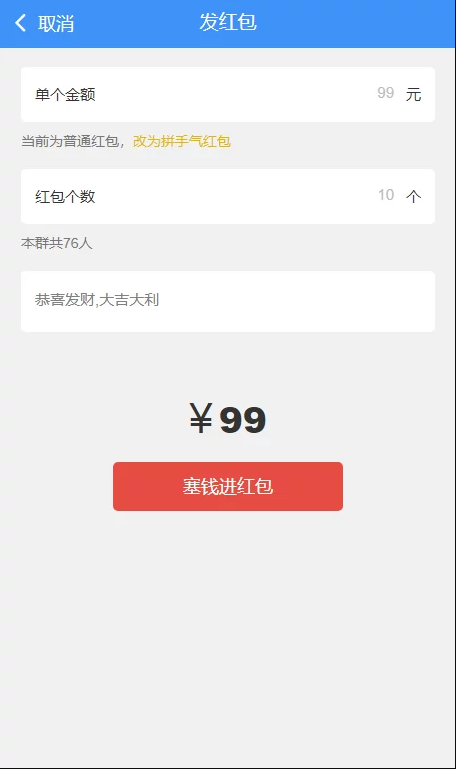 取消 发红包
单个金额 99 元
当前为普通红包，改为拼手气红包
红包个数 10 个
本群共76人
恭喜发财,大吉大利
￥99
塞钱进红包